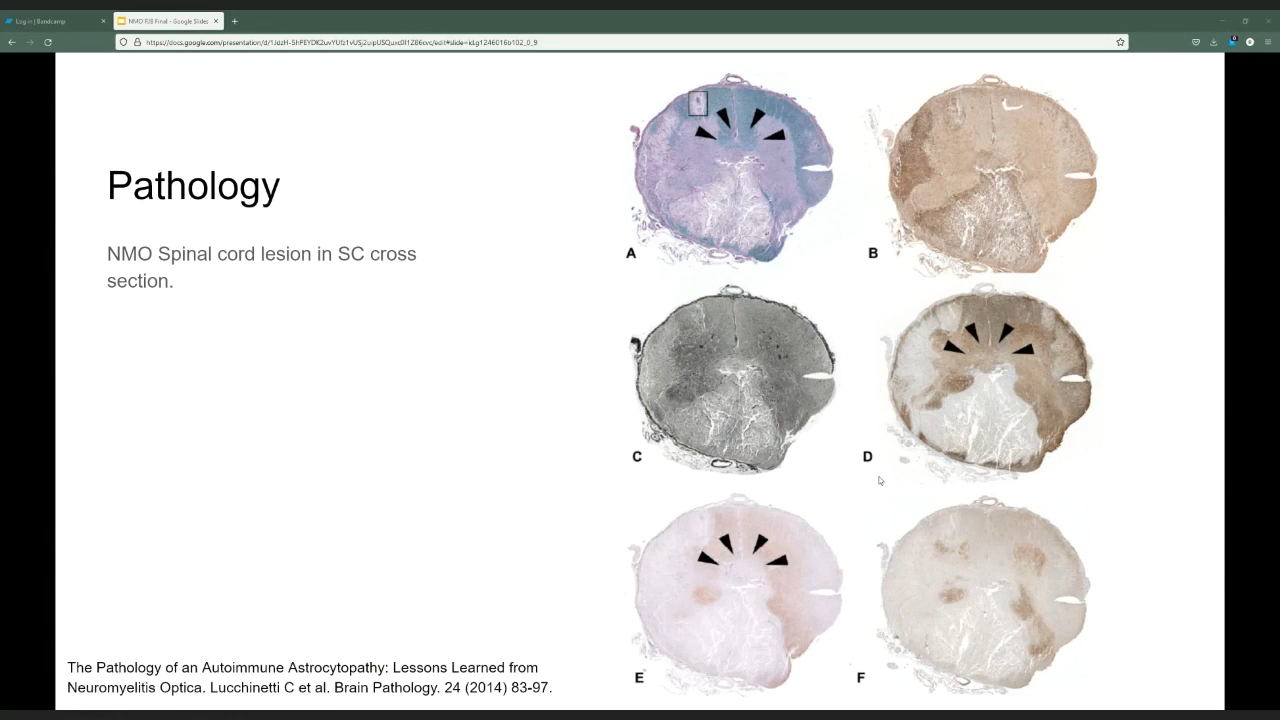 Log in | Bandcamp
NMO FJB Final - Google Slides
Pathology
NMO Spinal cord lesion in SC cross
section.
A
B
C
D
E
F
The Pathology of an Autoimmune Astrocytopathy: Lessons Learned from
Neuromyelitis Optica. Lucchinetti C et al. Brain Pathology. 24 (2014) 83-97.